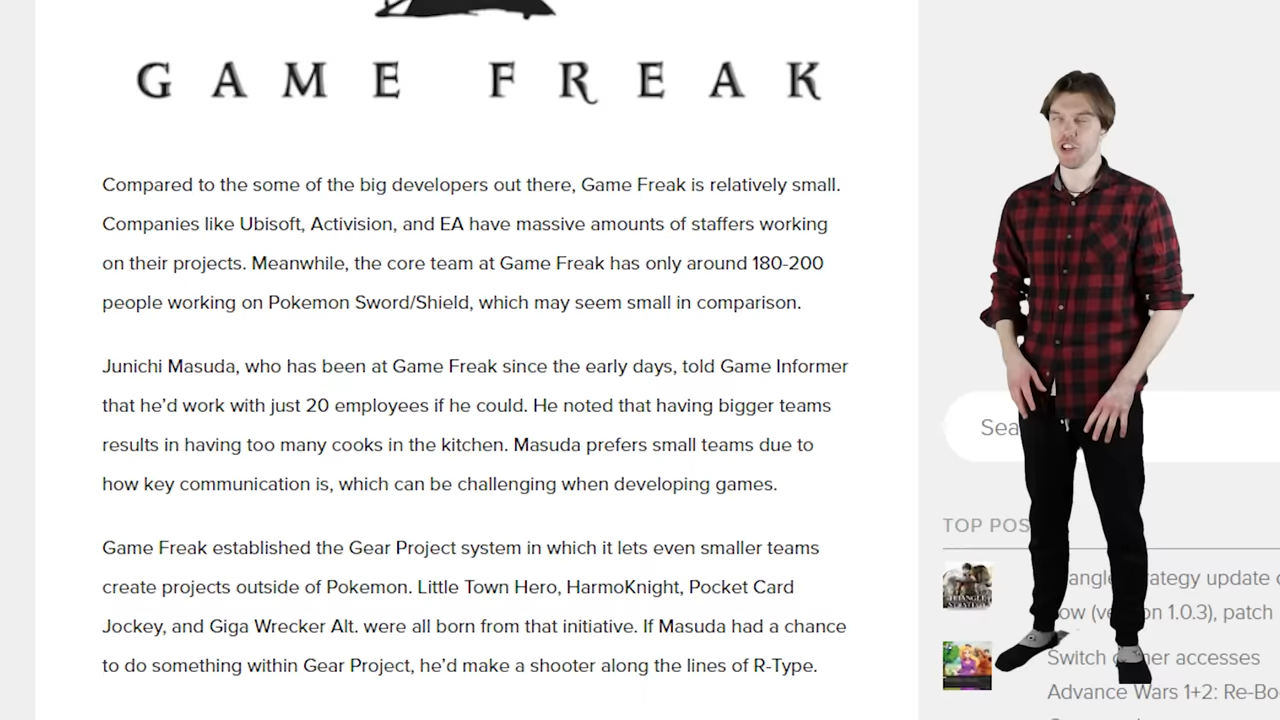 GAME FREAK
Compared to the some of the big developers out there, Game Freak is relatively small.
Companies like Ubisoft, Activision, and EA have massive amounts of staffers working
on their projects. Meanwhile, the core team at Game Freak has only around 180-200
people working on Pokemon Sword/Shield, which may seem small in comparison.
Junichi Masuda, who has been at Game Freak since the early days, told Game Informer
that he’d work with just 20 employees if he could. He noted that having bigger teams
results in having too many cooks in the kitchen. Masuda prefers small teams due to
how key communication is, which can be challenging when developing games.
Game Freak established the Gear Project system in which it lets even smaller teams
create projects outside of Pokemon. Little Town Hero, HarmoKnight, Pocket Card
Jockey, and Giga Wrecker Alt. were all born from that initiative. If Masuda had a chance
to do something within Gear Project, he’d make a shooter along the lines of R-Type.
Sea
TOP POS
update
(ve on 1.0.3), patch
Switch accesses
Advance Wars 1+2: Re-Bo